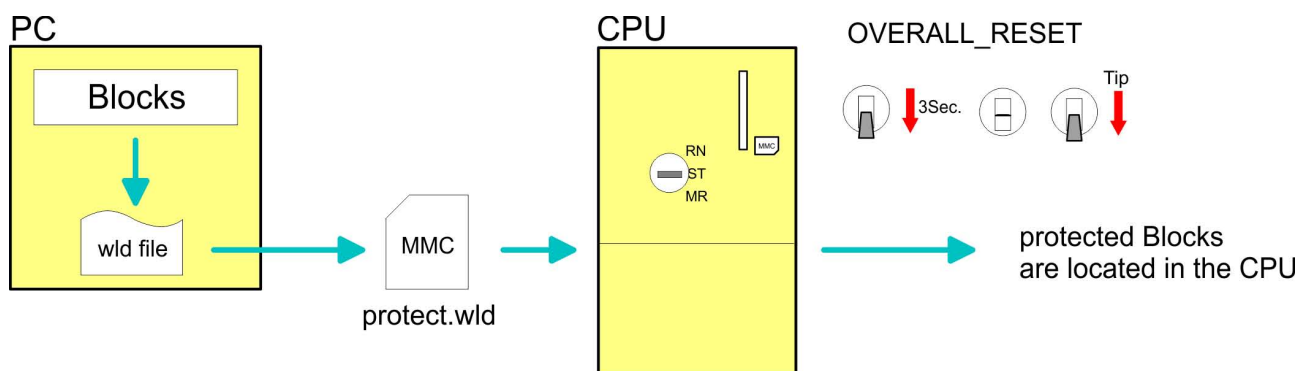 PC
Blocks
wld file
MMC
protect.wld
CPU
MMC
RN
ST
MR
OVERALL_RESET
3Sec.
Tip
protected Blocks
are located in the CPU